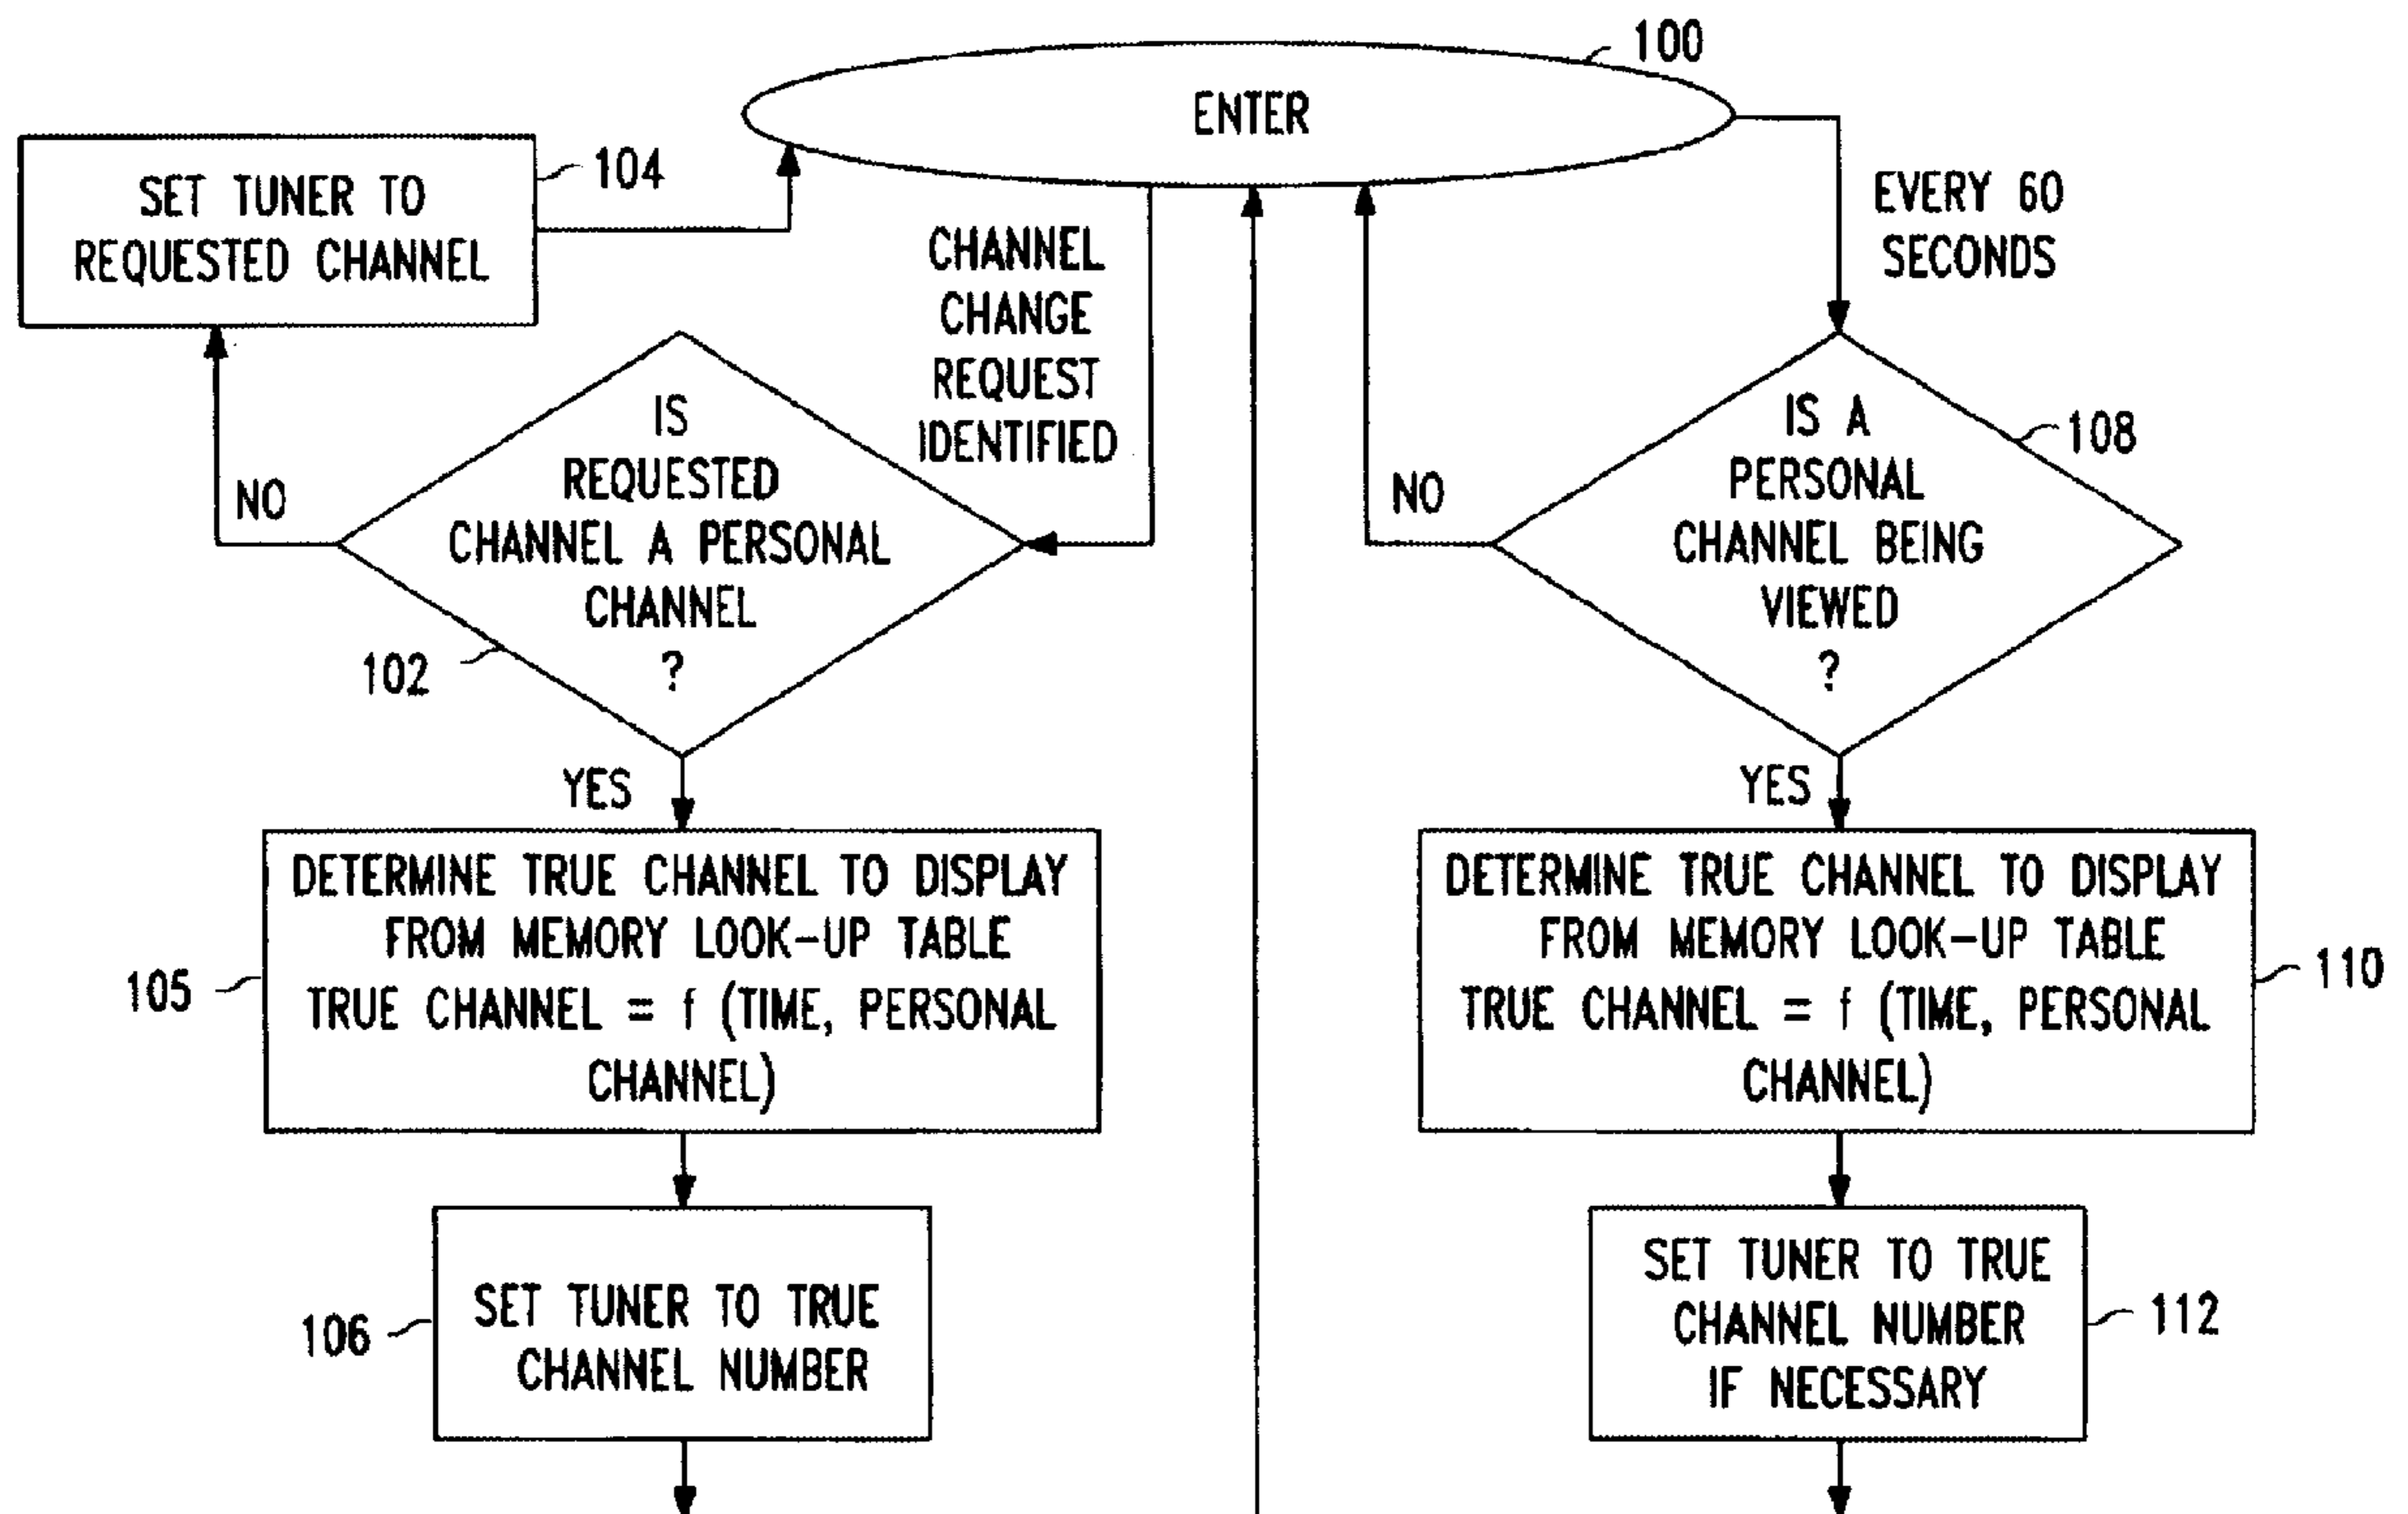 100
ENTER
104
SET TUNER TO
REQUESTED CHANNEL
EVERY 60
SECONDS
CHANNEL
CHANGE
REQUEST
IDENTIFIED
IS
REQUESTED
CHANNEL A PERSONAL
CHANNEL
?
NO
102
YES
IS A
PERSONAL
CHANNEL BEING
VIEWED
?
108
NO
YES
DETERMINE TRUE CHANNEL TO DISPLAY
FROM MEMORY LOOK-UP TABLE
TRUE CHANNEL = f (TIME, PERSONAL
CHANNEL)
105
DETERMINE TRUE CHANNEL TO DISPLAY
FROM MEMORY LOOK-UP TABLE
TRUE CHANNEL = f (TIME, PERSONAL
CHANNEL)
110
SET TUNER TO TRUE
CHANNEL NUMBER
106
SET TUNER TO TRUE
CHANNEL NUMBER
IF NECESSARY
112